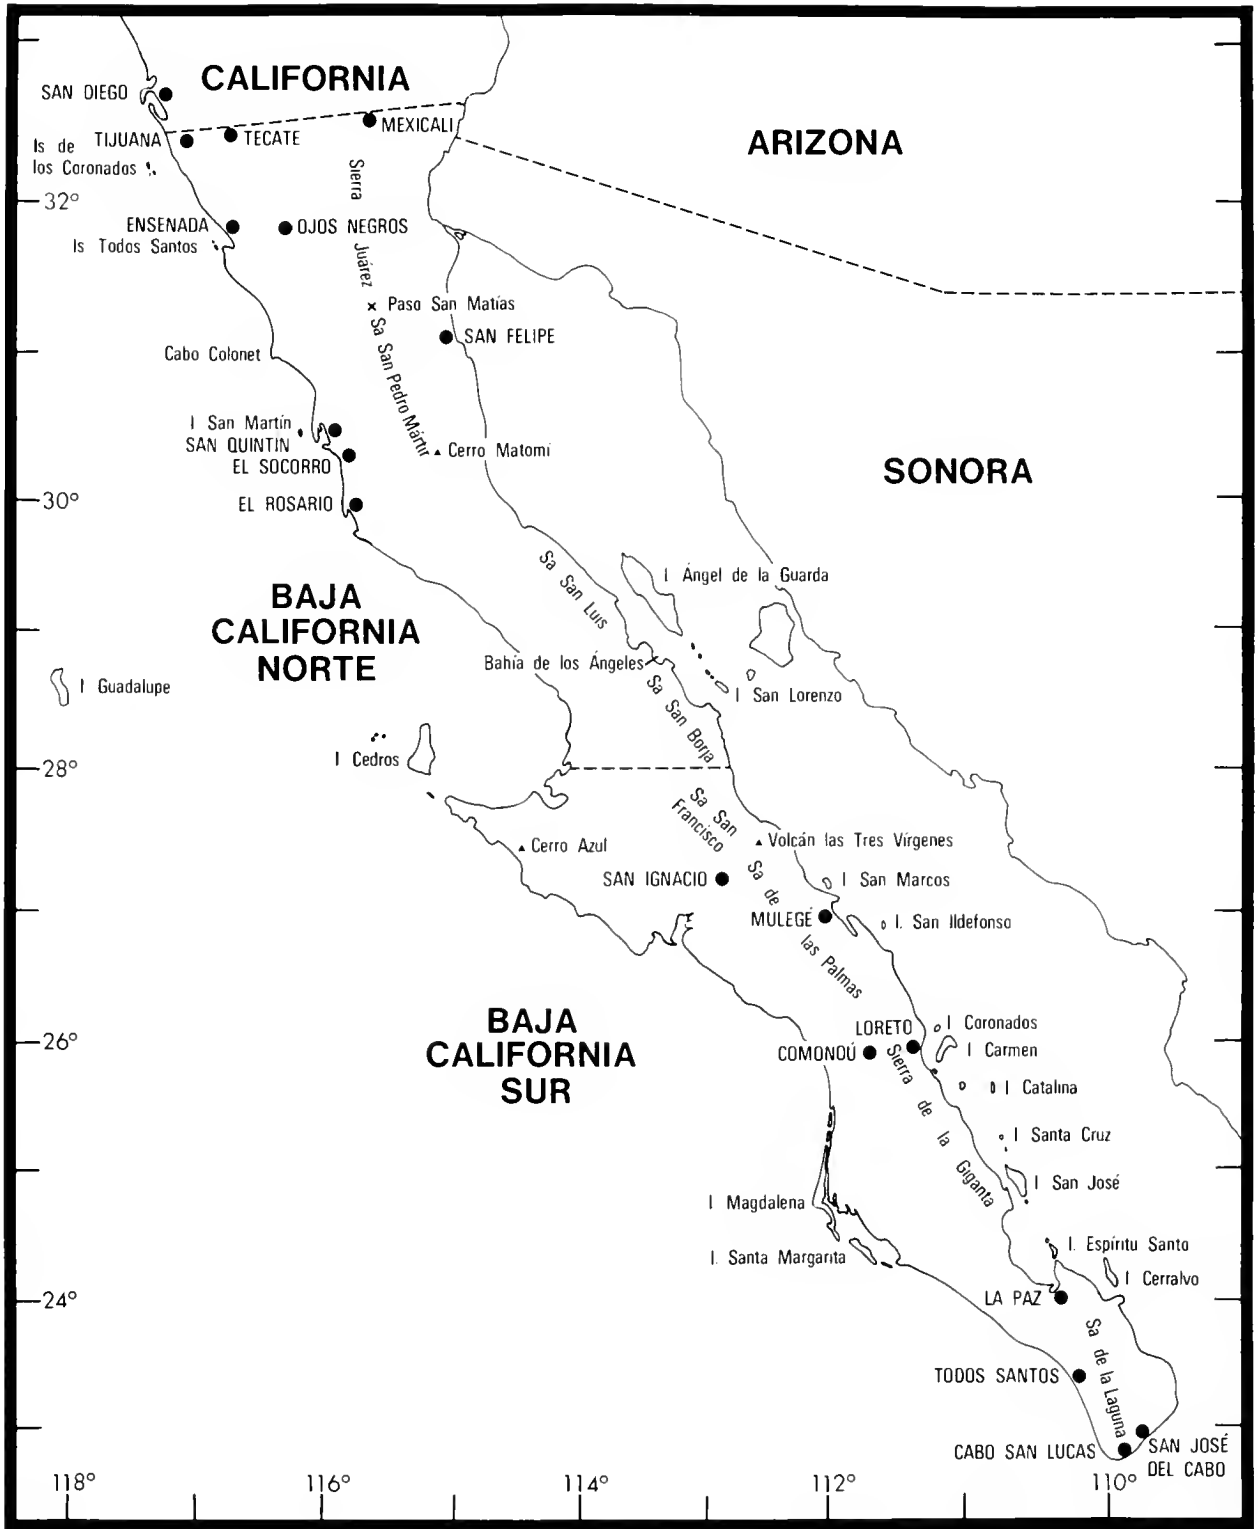 CALIFORNIA
SAN DIEGO
ARIZONA
TIJUANA
TECATE
MEXICALI
Is de
los Coronados
32°
Sierra
Juárez
ENSENADA
OJOS NEGROS
Is Todos Santos
Paso San Matías
Sa San Pedro Mártir
SAN FELIPE
Cabo Colonet
I San Martín
SAN QUINTIN
EL SOCORRO
Cerro Matomí
SONORA
30°
EL ROSARIO
Sa San Luis
I Ángel de la Guarda
BAJA
CALIFORNIA
NORTE
Bahía de los Ángeles
I Guadalupe
Sa San Borja
I San Lorenzo
I Cedros
28°
Sa San
Francisco
Cerro Azul
Volcán las Tres Vírgenes
SAN IGNACIO
Sa de
las Palmas
I San Marcos
MULEGÉ
I. San Ildefonso
BAJA
CALIFORNIA
SUR
LORETO
I Coronados
26°
COMONDÚ
I Carmen
Sierra de la Giganta
I Catalina
I Santa Cruz
I San José
I Magdalena
I. Santa Margarita
I. Espíritu Santo
I Cerralvo
24°
LA PAZ
Sa de la Laguna
TODOS SANTOS
CABO SAN LUCAS
SAN JOSÉ
DEL CABO
118°
116°
114°
112°
110°